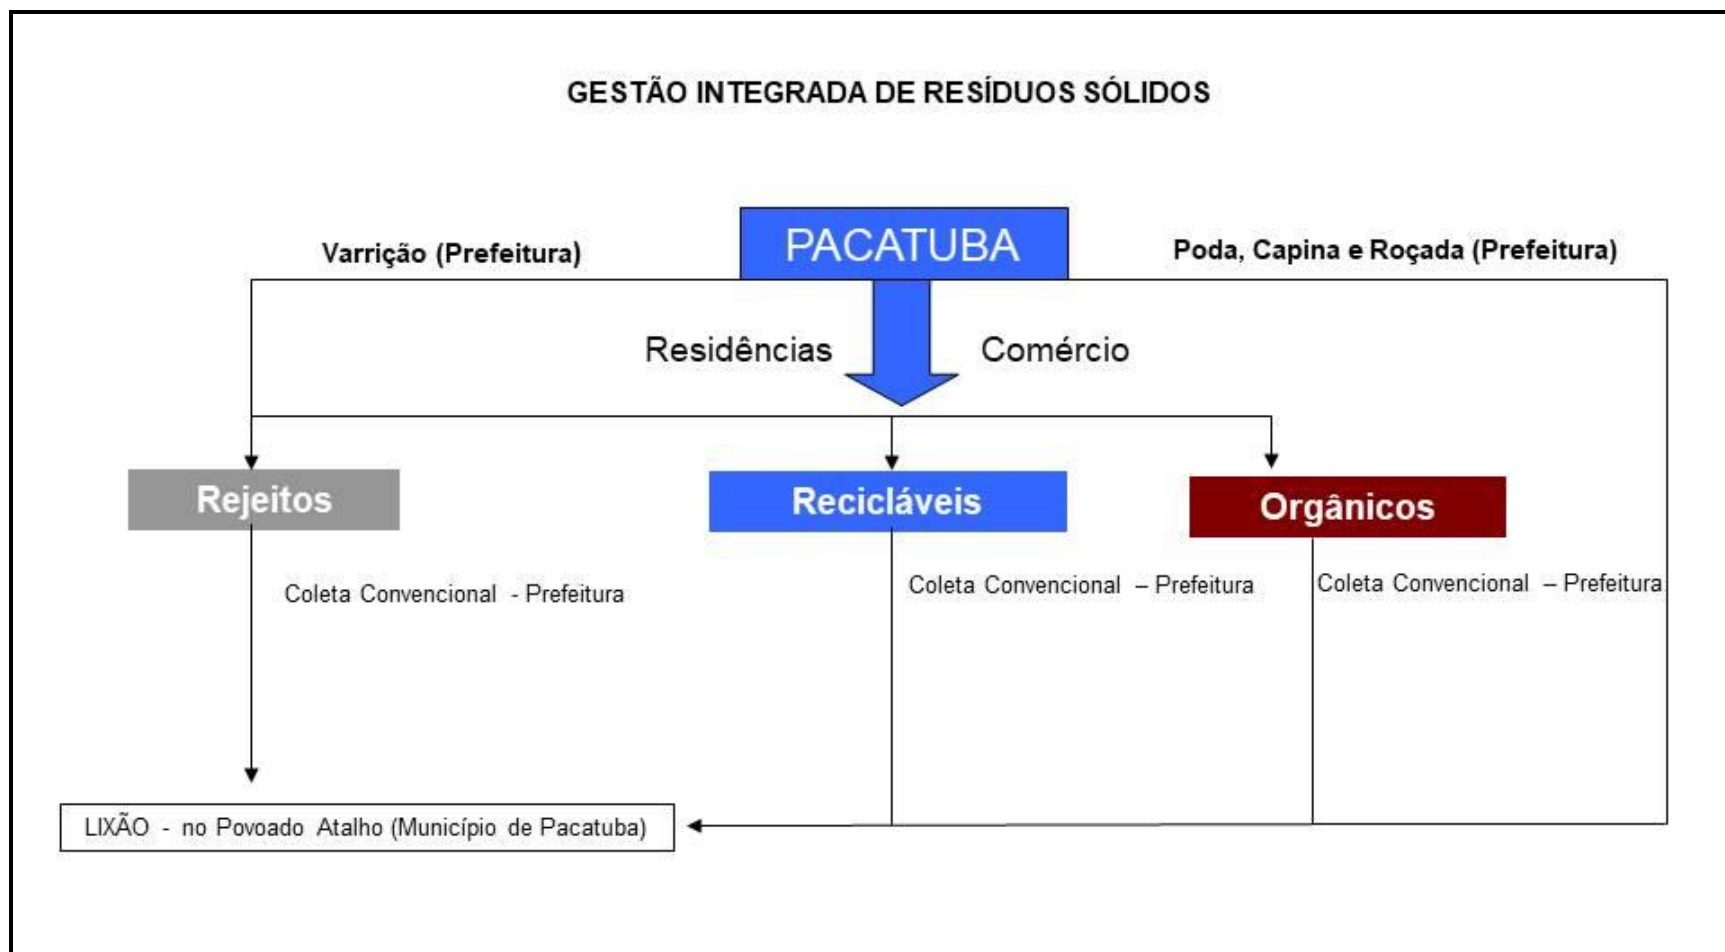 GESTÃO INTEGRADA DE RESÍDUOS SÓLIDOS
PACATUBA
Varrição (Prefeitura)
Poda, Capina e Roçada (Prefeitura)
Residências
Comércio
Rejeitos
Recicláveis
Orgânicos
Coleta Convencional - Prefeitura
Coleta Convencional – Prefeitura
Coleta Convencional – Prefeitura
LIXÃO - no Povoado Atalho (Município de Pacatuba)